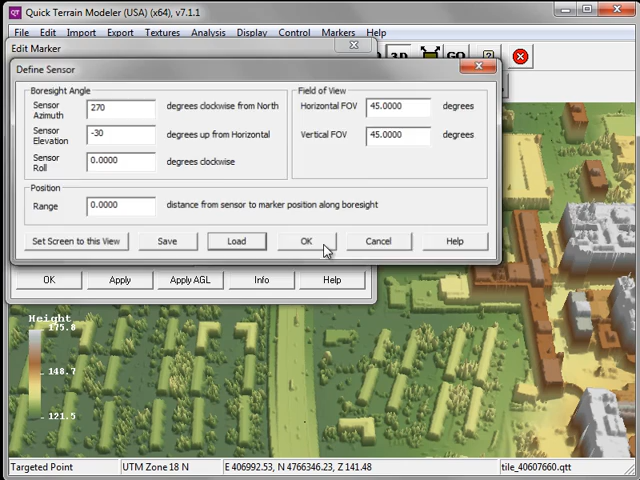 QT Quick Terrain Modeler (USA) (x64), v7.1.1
File Edit Import Export Textures Analysis Display Control Markers Help
Edit Marker
3-D GO ?
Define Sensor
Boresight Angle
Sensor Azimuth 270 degrees clockwise from North
Sensor Elevation -30 degrees up from Horizontal
Sensor Roll 0.0000 degrees clockwise
Field of View
Horizontal FOV 45.0000 degrees
Vertical FOV 45.0000 degrees
Position
Range 0.0000 distance from sensor to marker position along boresight
Set Screen to this View Save Load OK Cancel Help
OK Apply Apply AGL Info Help
Height
175.8
148.7
121.5
Targeted Point UTM Zone 18 N E 406992.53, N 4766346.23, Z 141.48 tile_40607660.qtt